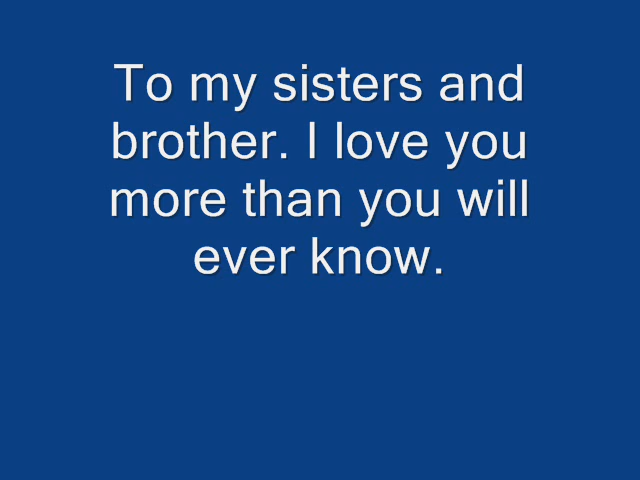 To my sisters and
brother. I love you
more than you will
ever know.